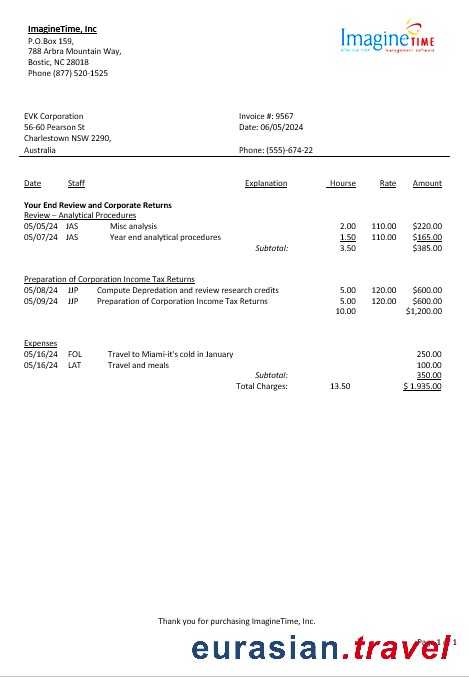 ImagineTime, Inc
P.O.Box 159,
788 Arbra Mountain Way,
Bostic, NC 28018
Phone (877) 520-1525
ImagineTIME
effective time management software
EVK Corporation
56-60 Pearson St
Charlestown NSW 2290,
Australia
Invoice #: 9567
Date: 06/05/2024
Phone: (555)-674-22
Date Staff Explanation Hourse Rate Amount
Your End Review and Corporate Returns
Review – Analytical Procedures
05/05/24 JAS Misc analysis 2.00 110.00 $220.00
05/07/24 JAS Year end analytical procedures 1.50 110.00 $165.00
Subtotal: 3.50 $385.00
Preparation of Corporation Income Tax Returns
05/08/24 JJP Compute Depredation and review research credits 5.00 120.00 $600.00
05/09/24 JJP Preparation of Corporation Income Tax Returns 5.00 120.00 $600.00
10.00 $1,200.00
Expenses
05/16/24 FOL Travel to Miami-it's cold in January 250.00
05/16/24 LAT Travel and meals 100.00
Subtotal: 350.00
Total Charges: 13.50 $ 1.935.00
Thank you for purchasing ImagineTime, Inc.
eurasian.travel